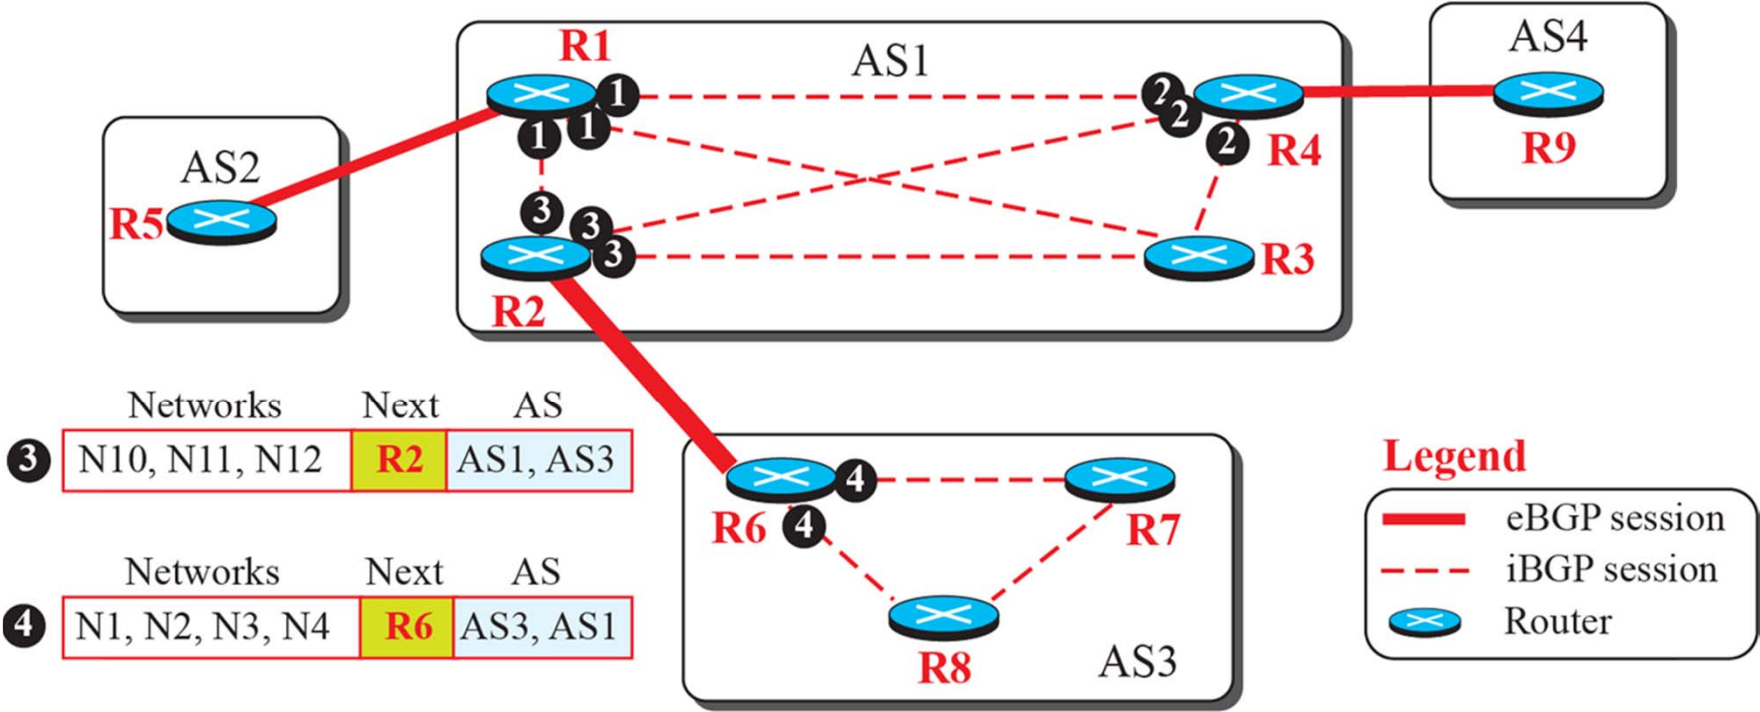 R1
AS1
AS4
1
2
2
1
1
2
R4
R9
AS2
R5
3
3
3
R3
R2
Networks Next AS
3 N10, N11, N12 R2 AS1, AS3
Networks Next AS
4 N1, N2, N3, N4 R6 AS3, AS1
4
R6
4
R7
R8
AS3
Legend
eBGP session
iBGP session
Router